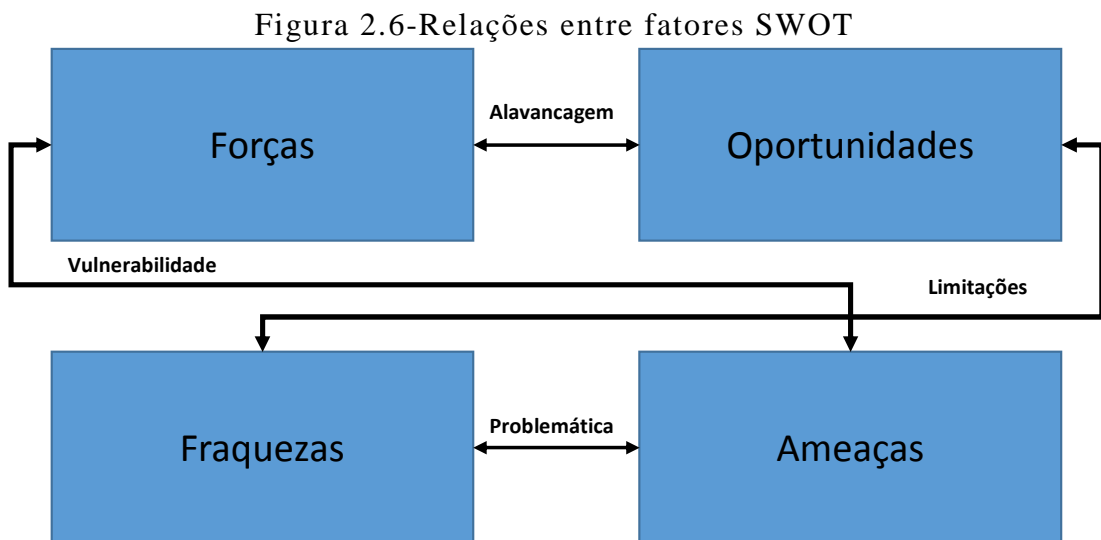 Figura 2.6-Relações entre fatores SWOT
Forças
Alavancagem
Oportunidades
Vulnerabilidade
Limitações
Fraquezas
Problemática
Ameaças